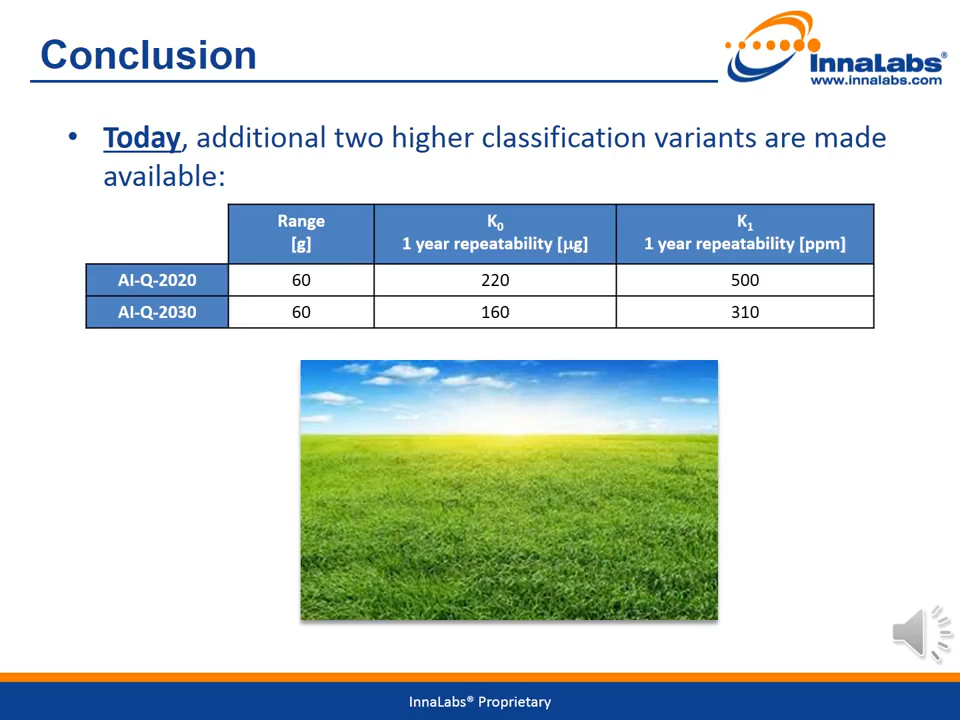 Conclusion
InnaLabs®
www.innalabs.com
• Today, additional two higher classification variants are made
available:
Range [g] K0 1 year repeatability [µg] K1 1 year repeatability [ppm]
AI-Q-2020 60 220 500
AI-Q-2030 60 160 310
InnaLabs® Proprietary